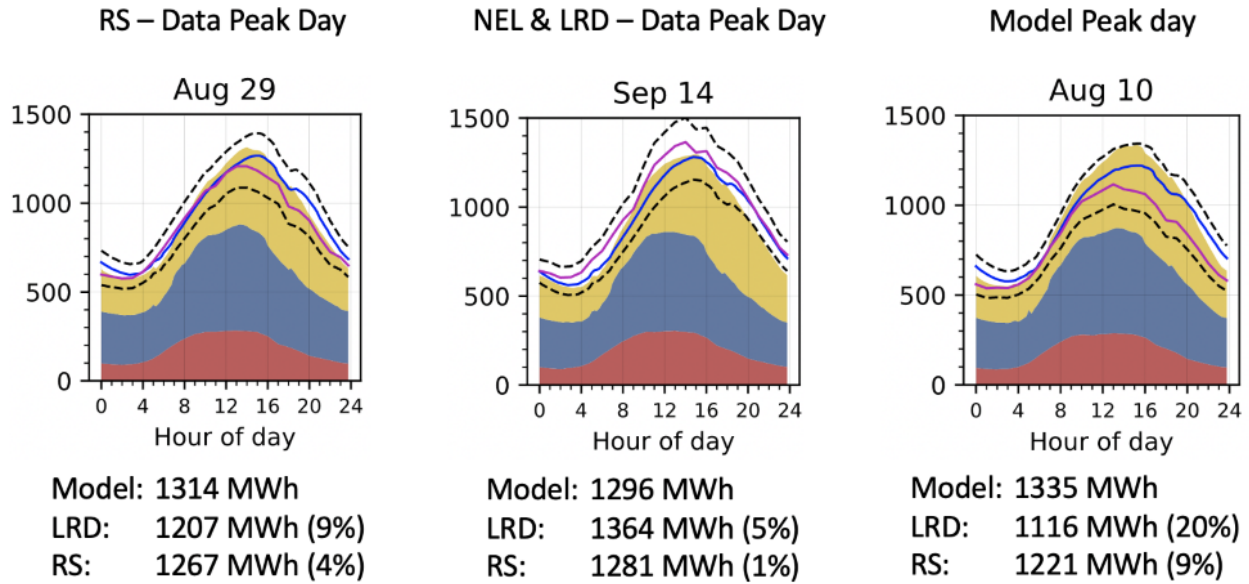 RS – Data Peak Day
NEL & LRD – Data Peak Day
Model Peak day
Aug 29
1500
1000
500
0
0 4 8 12 16 20 24
Hour of day
Model: 1314 MWh
LRD: 1207 MWh (9%)
RS: 1267 MWh (4%)
Sep 14
1500
1000
500
0
0 4 8 12 16 20 24
Hour of day
Model: 1296 MWh
LRD: 1364 MWh (5%)
RS: 1281 MWh (1%)
Aug 10
1500
1000
500
0
0 4 8 12 16 20 24
Hour of day
Model: 1335 MWh
LRD: 1116 MWh (20%)
RS: 1221 MWh (9%)